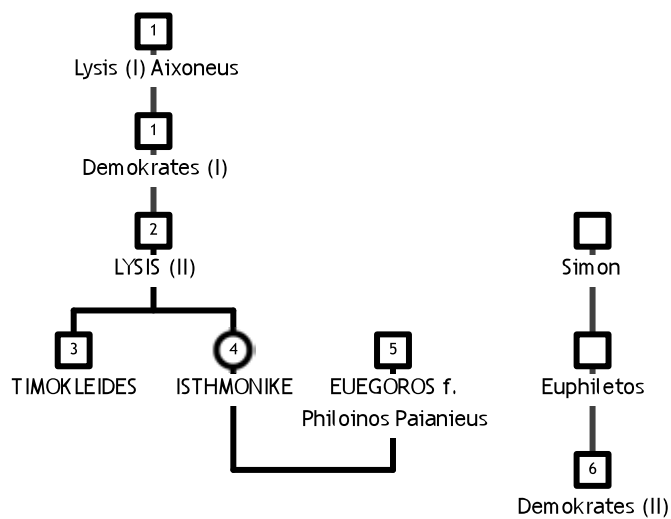 1
Lysis (I) Aixoneus
1
Demokrates (I)
2
LYSIS (II)
Simon
3
4
5
TIMOKLEIDES
ISTHMONIKE
EUEGOROS f.
Philoinos Paianieus
Euphiletos
6
Demokrates (II)